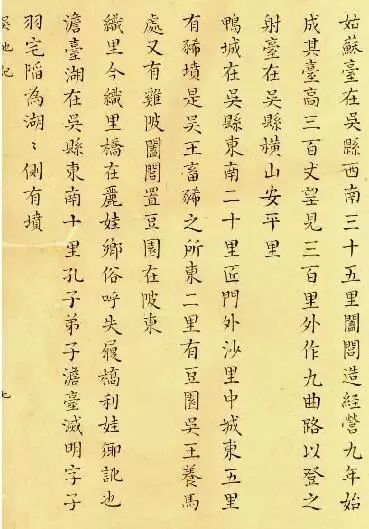 姑蘇臺在吳縣西南三十五里闔閭造經營九年始
成其臺高三百丈望見三百里外作九曲路以登之
射臺在吳縣橫山安平里
鴨城在吳縣東南二十里匠門外沙里中城東五里
有豨墳是吳王畜豨之所東二里有豆園吳王養馬
處又有雞陂闔閭置豆園在陂東
織里今織里橋在麗娃鄉俗呼失履橋利娃鄉訛也
澹臺湖在吳縣東南十里孔子弟子澹臺滅明字子
羽宅陷為湖〻側有墳
吳地記
七